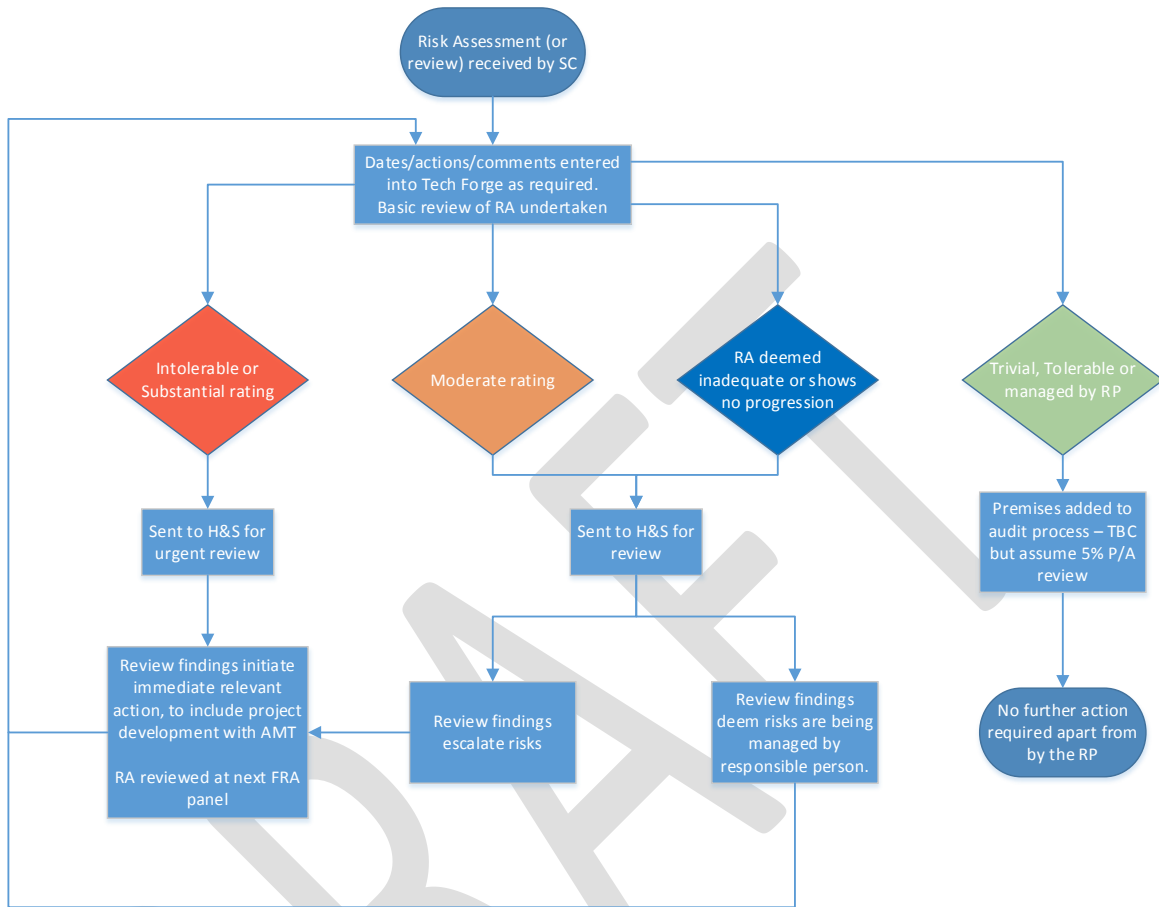 Risk Assessment (or
review) received by SC
Dates/actions/comments entered
into Tech Forge as required.
Basic review of RA undertaken
Intolerable or
Substantial rating
Moderate rating
RA deemed
inadequate or shows
no progression
Trivial, Tolerable or
managed by RP
Sent to H&S for
urgent review
Sent to H&S for
review
Premises added to
audit process – TBC
but assume 5% P/A
review
Review findings initiate
immediate relevant
action, to include project
development with AMT
RA reviewed at next FRA
panel
Review findings
escalate risks
Review findings
deem risks are being
managed by
responsible person.
No further action
required apart from
by the RP
DRAFT